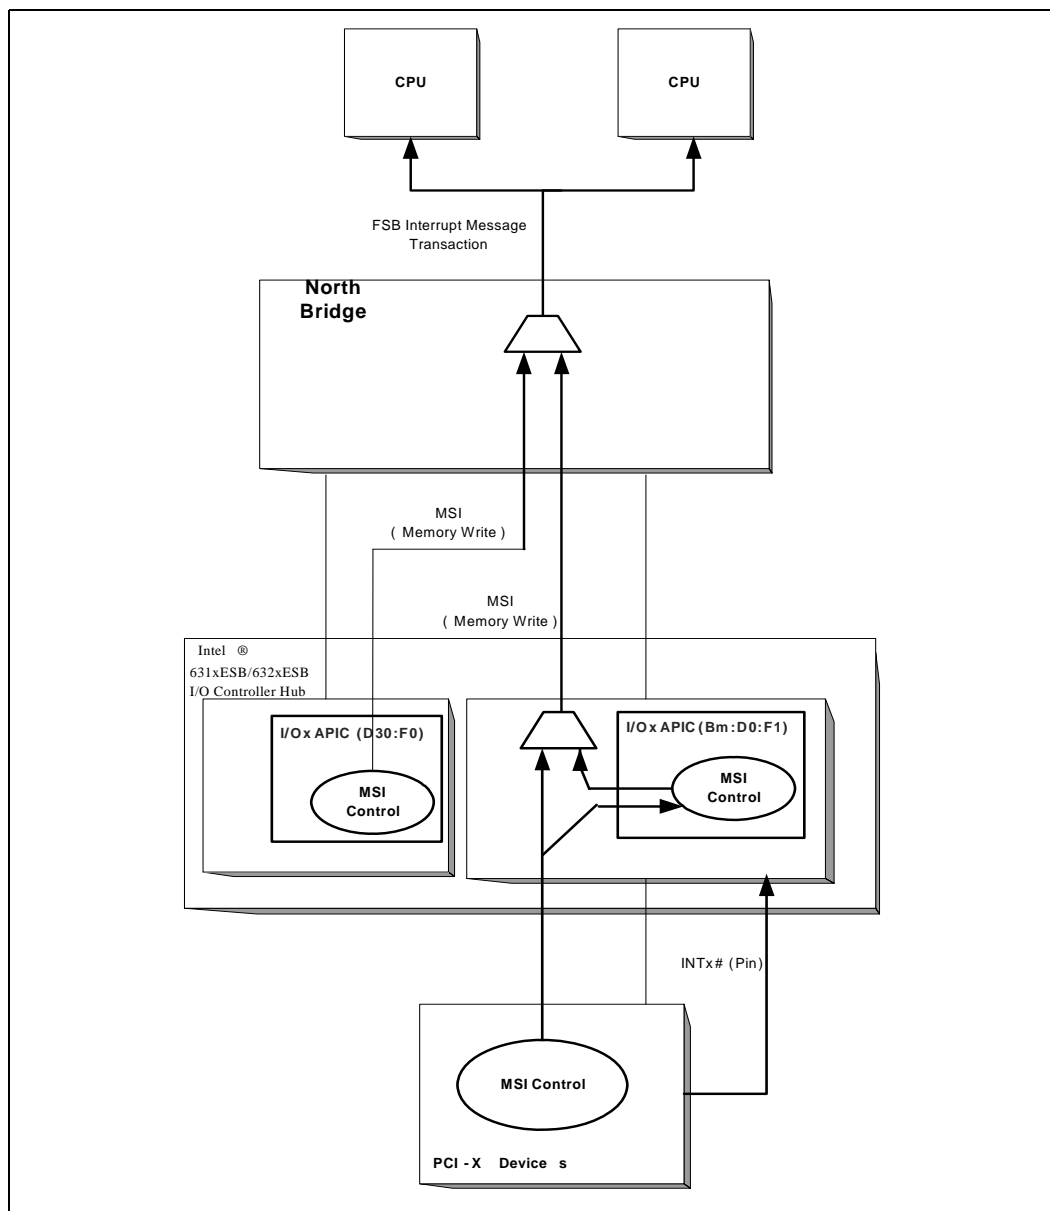 CPU
CPU
FSB Interrupt Message
Transaction
North
Bridge
MSI
( Memory Write )
MSI
( Memory Write )
Intel ®
631xESB/632xESB
I/O Controller Hub
I/Ox APIC (D30:F0)
MSI
Control
I/Ox APIC (Bm:D0:F1)
MSI
Control
INTx# (Pin)
MSI Control
PCI - X Device s